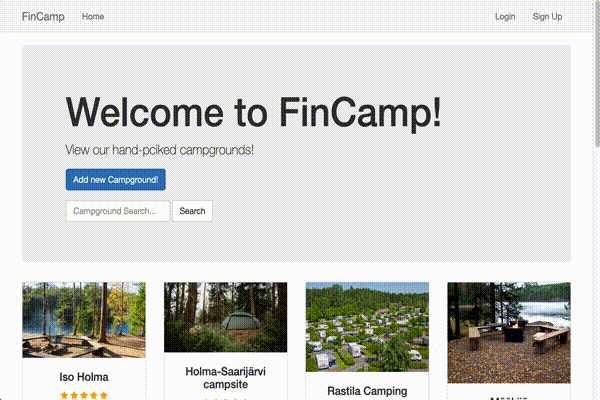 FinCamp Home Login Sign Up
Welcome to FinCamp!
View our hand-pciked campgrounds!
Add new Campground!
Campground Search... Search
Iso Holma
Holma-Saarijärvi
campsite
Rastila Camping